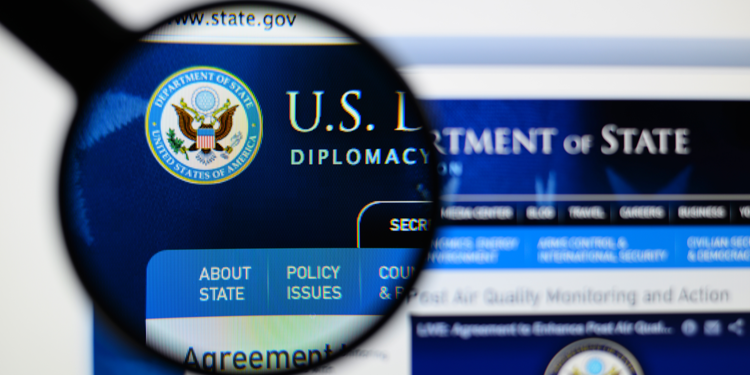 www.state.gov
DEPARTMENT OF STATE
UNITED STATES OF AMERICA
U.S. D RTMENT OF STATE
DIPLOMACY ON
SECR MEDIA CENTER BLOG TRAVEL CAREERS BUSINESS
ABOUT STATE
POLICY ISSUES
COU & R
ENERGY
ARMS CONTROL &
INTERNATIONAL SECURITY
CIVILIAN SEC
& DEMOCRAC
Agreement
Post Air Quality Monitoring and Action
LIVE: Agreement to Enhance Post Air Qual...